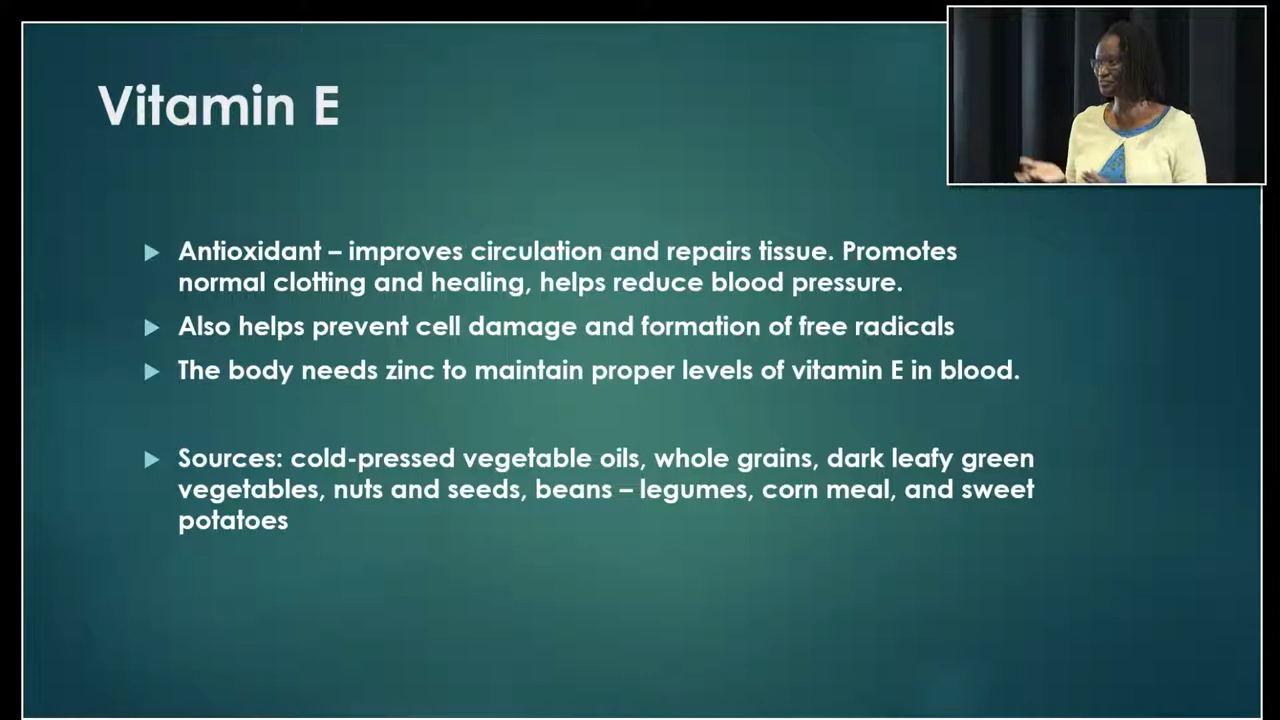 Vitamin E
Antioxidant – improves circulation and repairs tissue. Promotes
normal clotting and healing, helps reduce blood pressure.
Also helps prevent cell damage and formation of free radicals
The body needs zinc to maintain proper levels of vitamin E in blood.
Sources: cold-pressed vegetable oils, whole grains, dark leafy green
vegetables, nuts and seeds, beans – legumes, corn meal, and sweet
potatoes